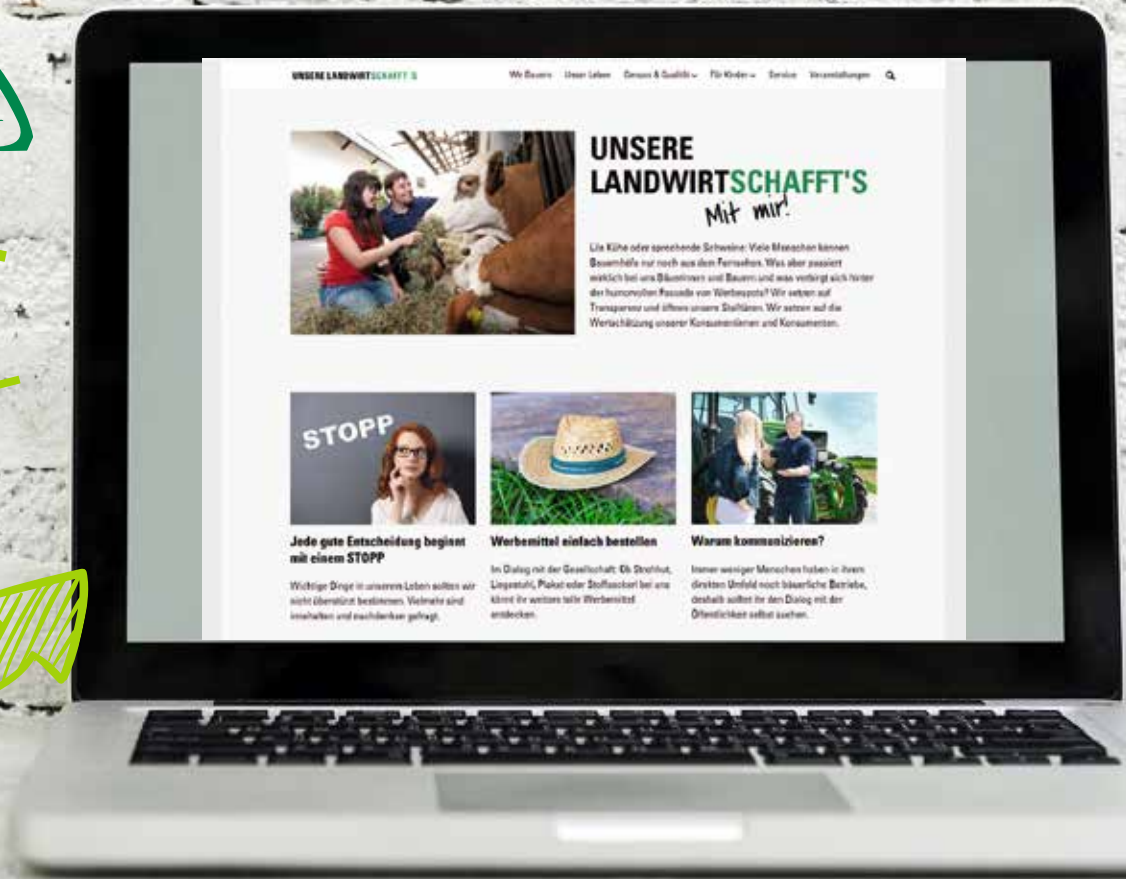 UNSERE LANDWIRTSCHAFFT'S
Wir Bauern Unser Leben Genuss & Qualität Für Kinder Service Veranstaltungen
UNSERE
LANDWIRTSCHAFFT'S
Mit mir!
Lila Kühe oder sprechende Schweine: Viele Menschen kennen
Bauernhöfe nur noch aus dem Fernsehen. Was aber passiert
wirklich bei uns Bäuerinnen und Bauern und was verbirgt sich hinter
der humorvollen Fassade von Werbespots? Wir setzen auf
Transparenz und öffnen unsere Stalltüren. Wir setzen auf die
Wertschätzung unserer Konsumentinnen und Konsumenten.
STOPP
Jede gute Entscheidung beginnt
mit einem STOPP
Wichtige Dinge in unserem Leben sollten wir
nicht überstürzt bestimmen. Vielmehr sind
innehalten und nachdenken gefragt.
Werbemittel einfach bestellen
Im Dialog mit der Gesellschaft: Ob Strohhut,
Liegestuhl, Plakat oder Stoffsackerl bei uns
könnt ihr weitere tolle Werbemittel
entdecken.
Warum kommunizieren?
Immer weniger Menschen haben in ihrem
direkten Umfeld noch bäuerliche Betriebe,
deshalb solltet ihr den Dialog mit der
Öffentlichkeit selbst suchen.